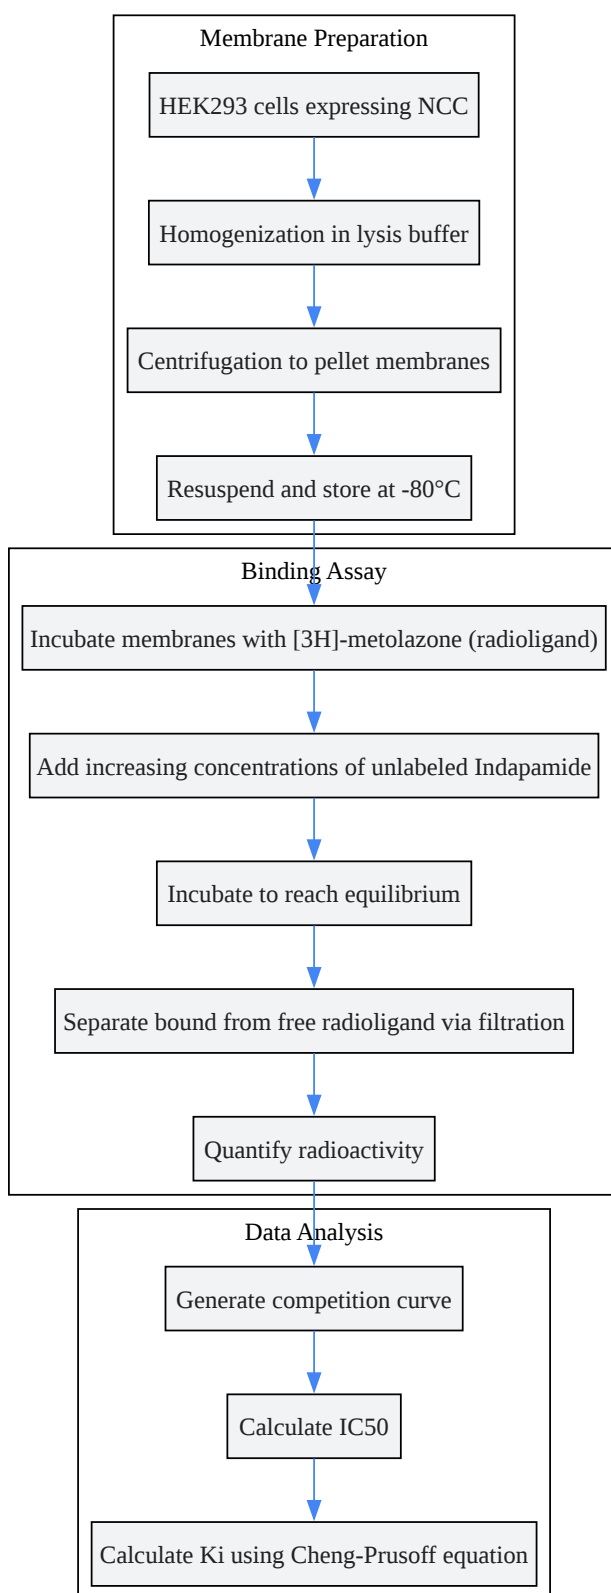 Membrane Preparation
HEK293 cells expressing NCC
Homogenization in lysis buffer
Centrifugation to pellet membranes
Resuspend and store at -80°C
Binding Assay
Incubate membranes with [3H]-metolazone (radioligand)
Add increasing concentrations of unlabeled Indapamide
Incubate to reach equilibrium
Separate bound from free radioligand via filtration
Quantify radioactivity
Data Analysis
Generate competition curve
Calculate IC50
Calculate Ki using Cheng-Prusoff equation